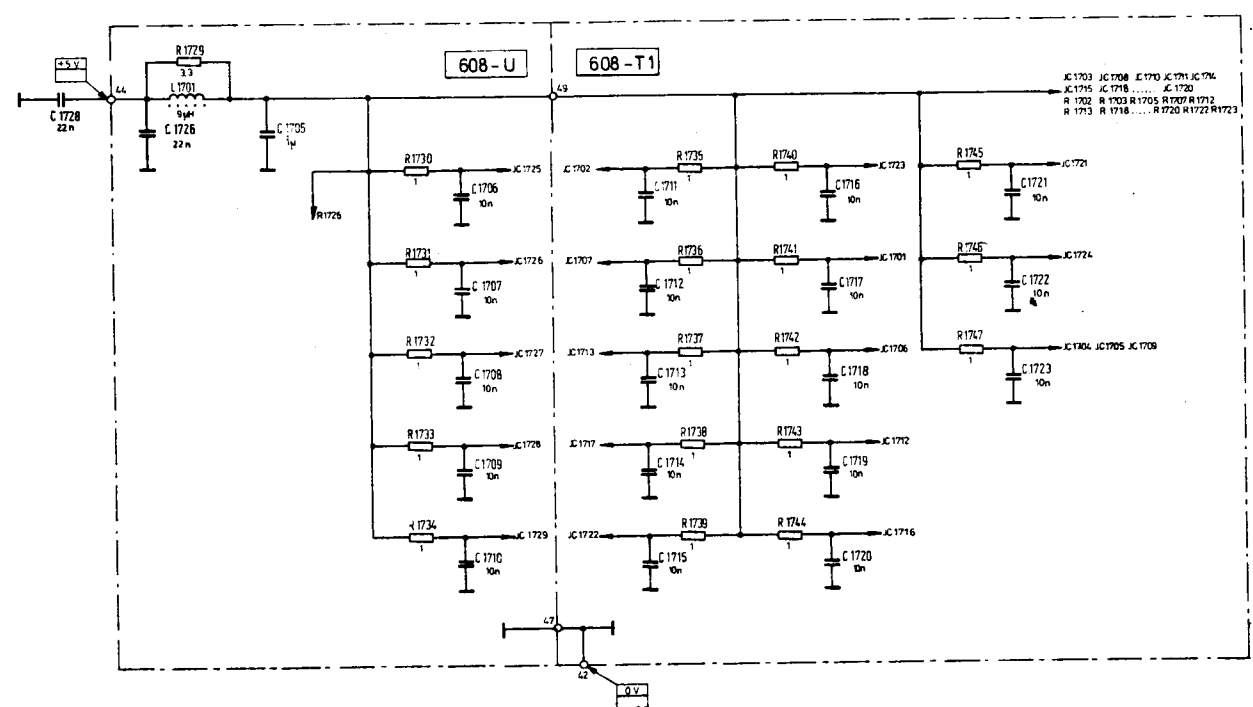 608-U
608-T1
+5V
44
R1729
3,3
L1701
9μH
C1728
22n
C1726
22n
C1705
1μ
49
JC1703 JC1708 JC1710 JC1711 JC1714
JC1715 JC1718 ..... JC1720
R 1702 R 1703 R1705 R1707 R1712
R 1713 R 1718 ..... R1720 R1722 R1723
R1726
R1730
1
JC1725
C1706
10n
JC1702
R1735
1
C1711
10n
R1740
1
JC1723
C1716
10n
R1745
1
JC1721
C1721
10n
R1731
1
JC1726
C1707
10n
JC1707
R1736
1
C1712
10n
R1741
1
JC1701
C1717
10n
R1746
1
JC1724
C1722
10n
R1732
1
JC1727
C1708
10n
JC1713
R1737
1
C1713
10n
R1742
1
JC1706
C1718
10n
R1747
1
JC1704 JC1705 JC1709
C1723
10n
R1733
1
JC1728
C1709
10n
JC1717
R1738
1
C1714
10n
R1743
1
JC1712
C1719
10n
R1734
1
JC1729
C1710
10n
JC1722
R1739
1
C1715
10n
R1744
1
JC1716
C1720
10n
47
42
0V